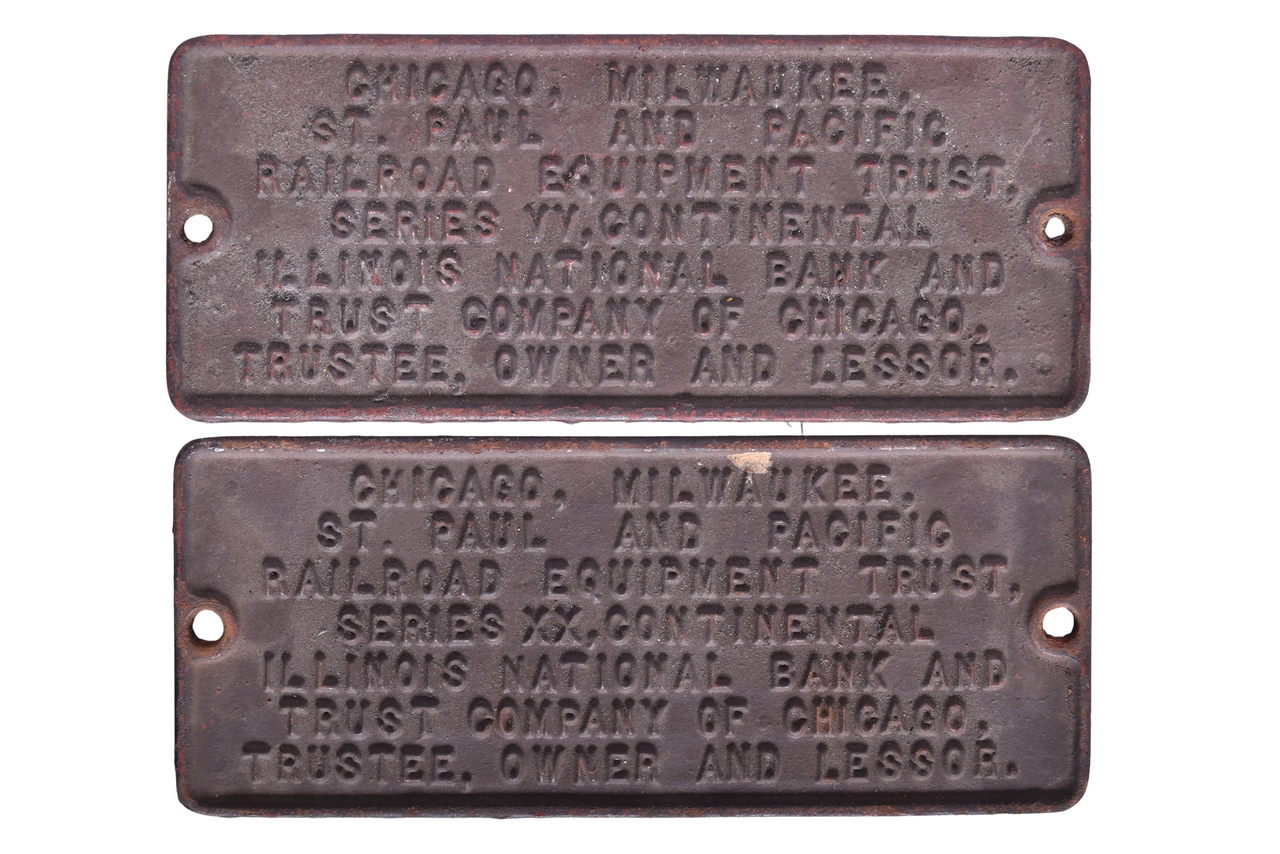 CHICAGO, MILWAUKEE,
ST. PAUL AND PACIFIC
RAILROAD EQUIPMENT TRUST,
SERIES YY, CONTINENTAL
ILLINOIS NATIONAL BANK AND
TRUST COMPANY OF CHICAGO,
TRUSTEE, OWNER AND LESSOR.
CHICAGO, MILWAUKEE,
ST. PAUL AND PACIFIC
RAILROAD EQUIPMENT TRUST,
SERIES XX, CONTINENTAL
ILLINOIS NATIONAL BANK AND
TRUST COMPANY OF CHICAGO,
TRUSTEE, OWNER AND LESSOR.